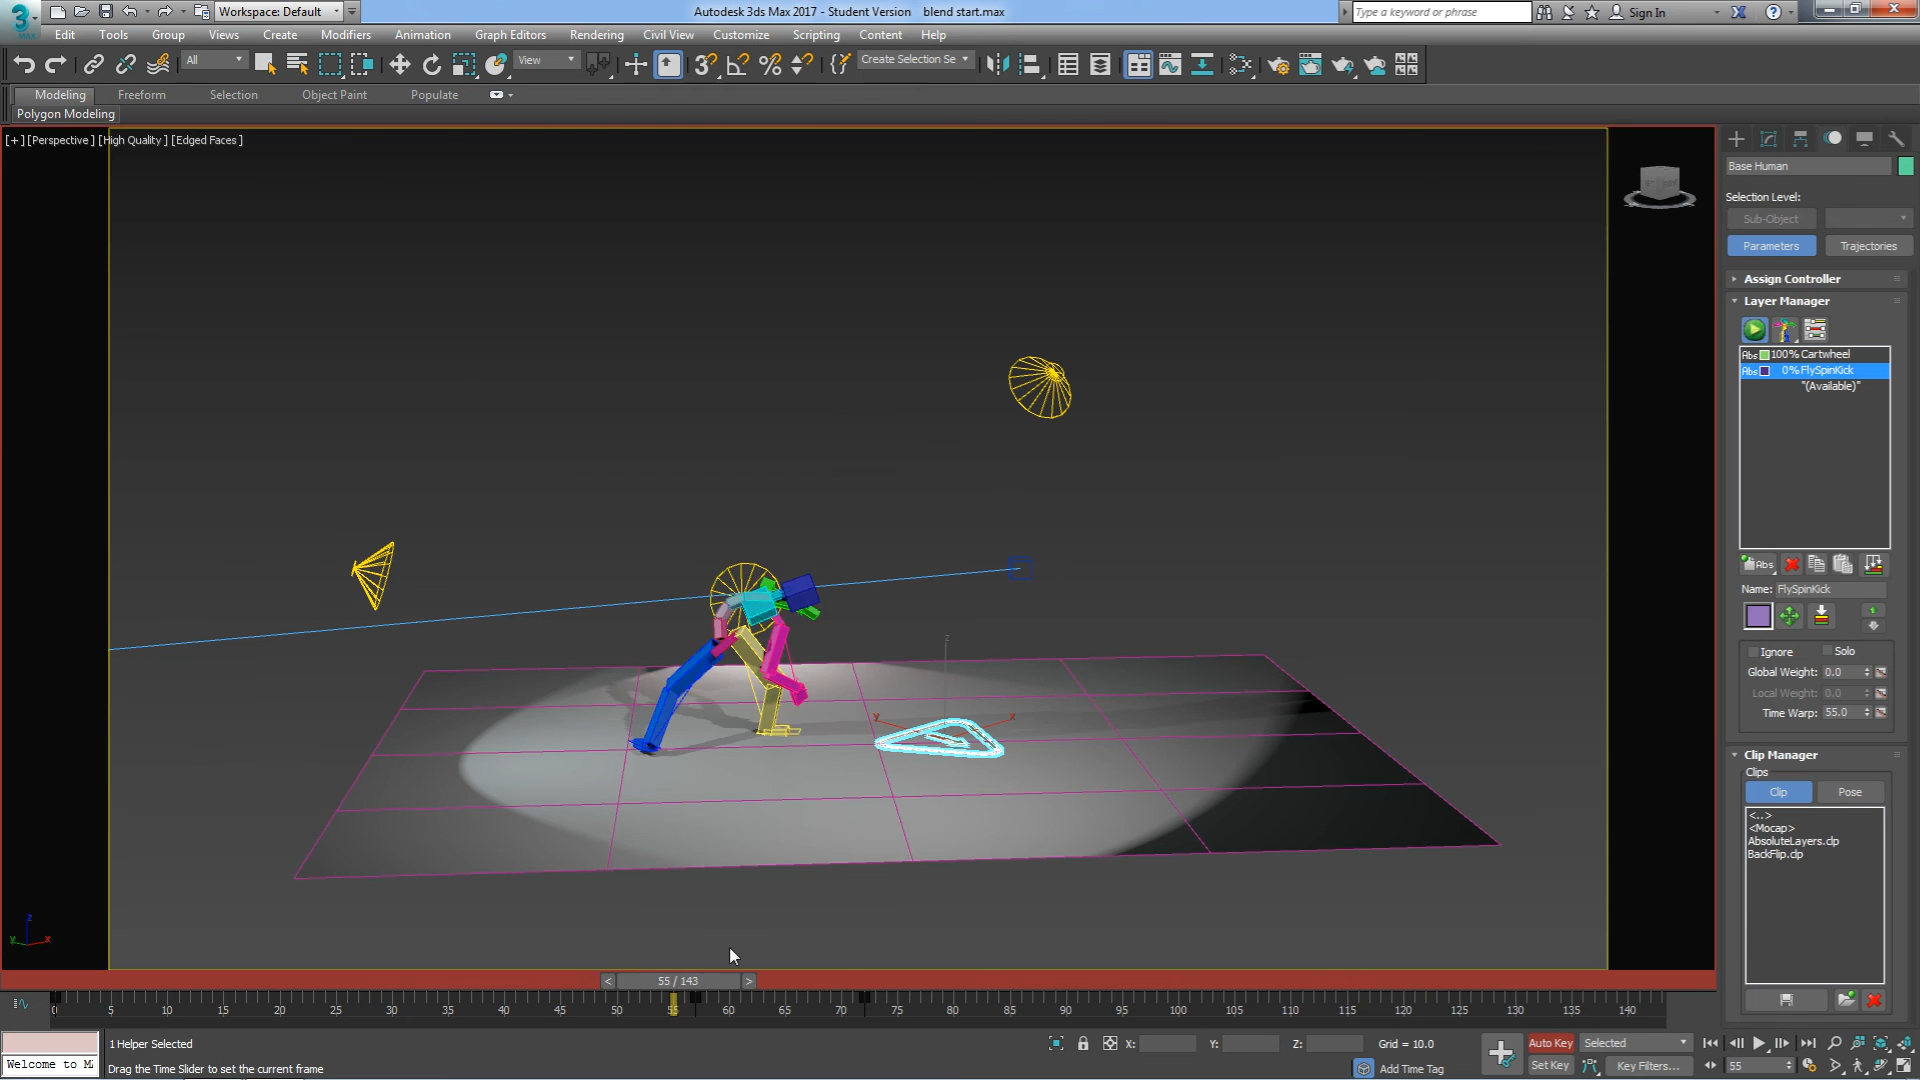 3 MAX
Workspace: Default
Autodesk 3ds Max 2017 - Student Version blend start.max
Type a keyword or phrase
Sign In
Edit Tools Group Views Create Modifiers Animation Graph Editors Rendering Civil View Customize Scripting Content Help
All View Create Selection Se
Modeling Freeform Selection Object Paint Populate
Polygon Modeling
[+] [Perspective] [High Quality] [Edged Faces]
Base Human
Selection Level:
Sub-Object
Parameters Trajectories
Assign Controller
Layer Manager
Abs 100% Cartwheel
Abs 0% FlySpinKick
"(Available)"
Abs
Name: FlySpinKick
Ignore Solo
Global Weight: 0.0
Local Weight: 0.0
Time Warp: 55.0
Clip Manager
Clips
Clip Pose
<..>
<Mocap>
AbsoluteLayers.clp
BackFlip.clp
z
y x
z
y x
< 55 / 143 >
0 5 10 15 20 25 30 35 40 45 50 55 60 65 70 75 80 85 90 95 100 105 110 115 120 125 130 135 140
1 Helper Selected
X: Y: Z: Grid = 10.0
Auto Key Selected
Welcome to M
Drag the Time Slider to set the current frame
Add Time Tag
Set Key Key Filters...
55